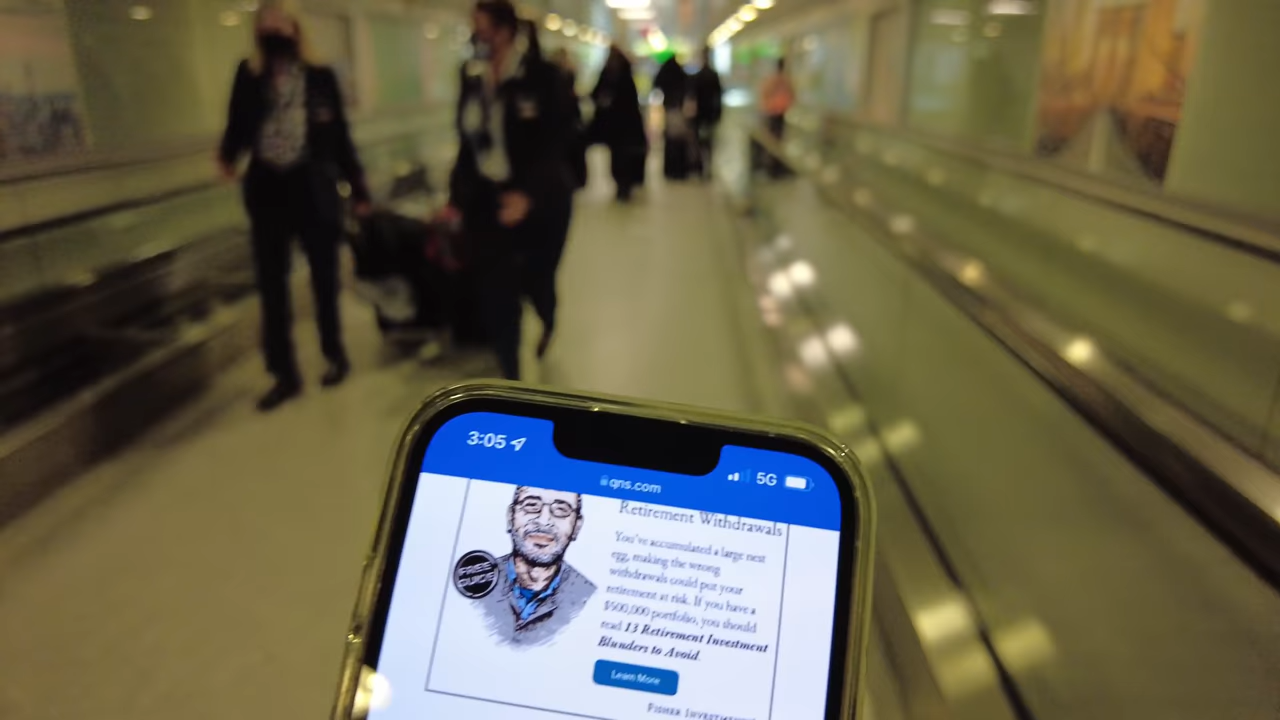 3:05
5G
qns.com
Retirement Withdrawals
You've accumulated a large nest
egg, making the wrong
withdrawals could put your
retirement at risk. If you have a
$500,000 portfolio, you should
read 13 Retirement Investment
Blunders to Avoid.
FREE
GUIDE
Learn More
FISHER INVESTMENTS